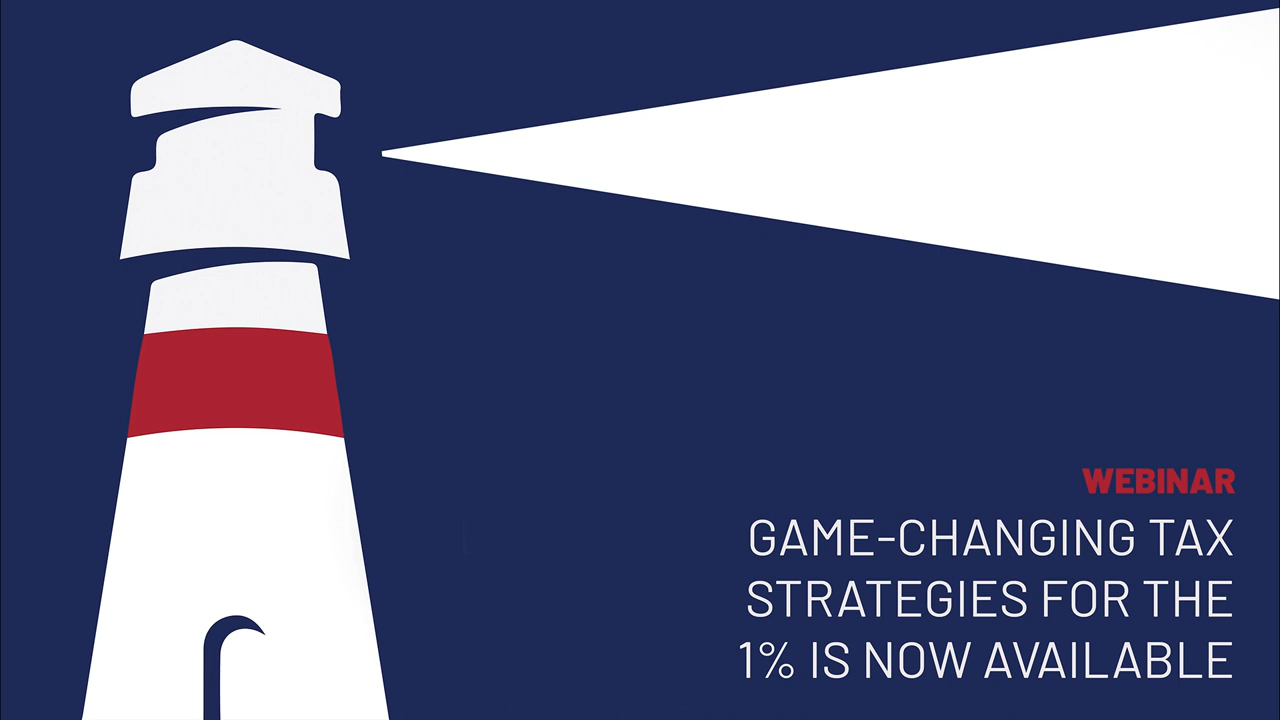 WEBINAR
GAME-CHANGING TAX
STRATEGIES FOR THE
1% IS NOW AVAILABLE